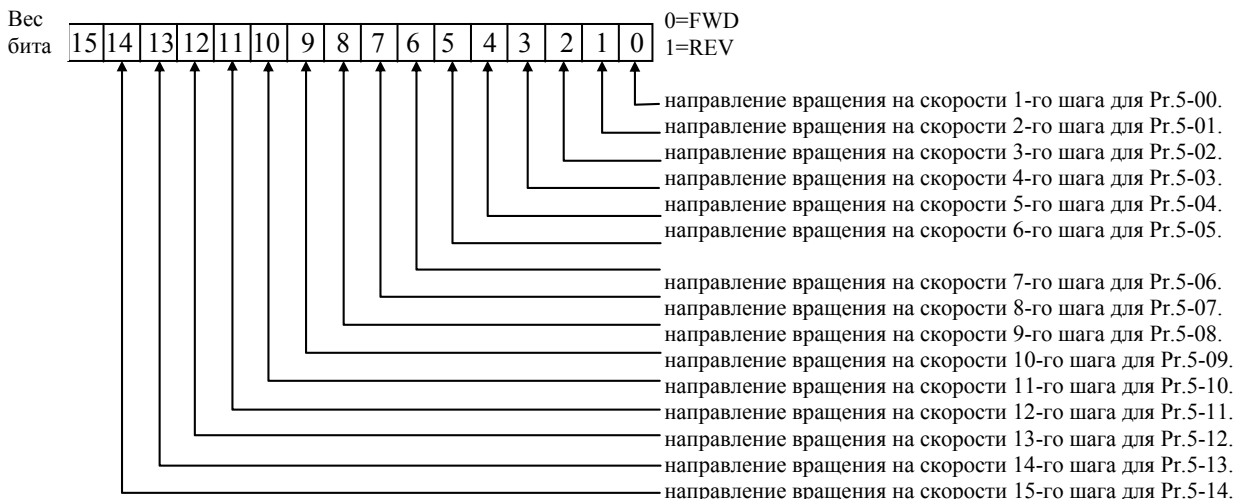 Вес
бита
15 14 13 12 11 10 9 8 7 6 5 4 3 2 1 0
0=FWD
1=REV
направление вращения на скорости 1-го шага для Pr.5-00.
направление вращения на скорости 2-го шага для Pr.5-01.
направление вращения на скорости 3-го шага для Pr.5-02.
направление вращения на скорости 4-го шага для Pr.5-03.
направление вращения на скорости 5-го шага для Pr.5-04.
направление вращения на скорости 6-го шага для Pr.5-05.
направление вращения на скорости 7-го шага для Pr.5-06.
направление вращения на скорости 8-го шага для Pr.5-07.
направление вращения на скорости 9-го шага для Pr.5-08.
направление вращения на скорости 10-го шага для Pr.5-09.
направление вращения на скорости 11-го шага для Pr.5-10.
направление вращения на скорости 12-го шага для Pr.5-11.
направление вращения на скорости 13-го шага для Pr.5-12.
направление вращения на скорости 14-го шага для Pr.5-13.
направление вращения на скорости 15-го шага для Pr.5-14.